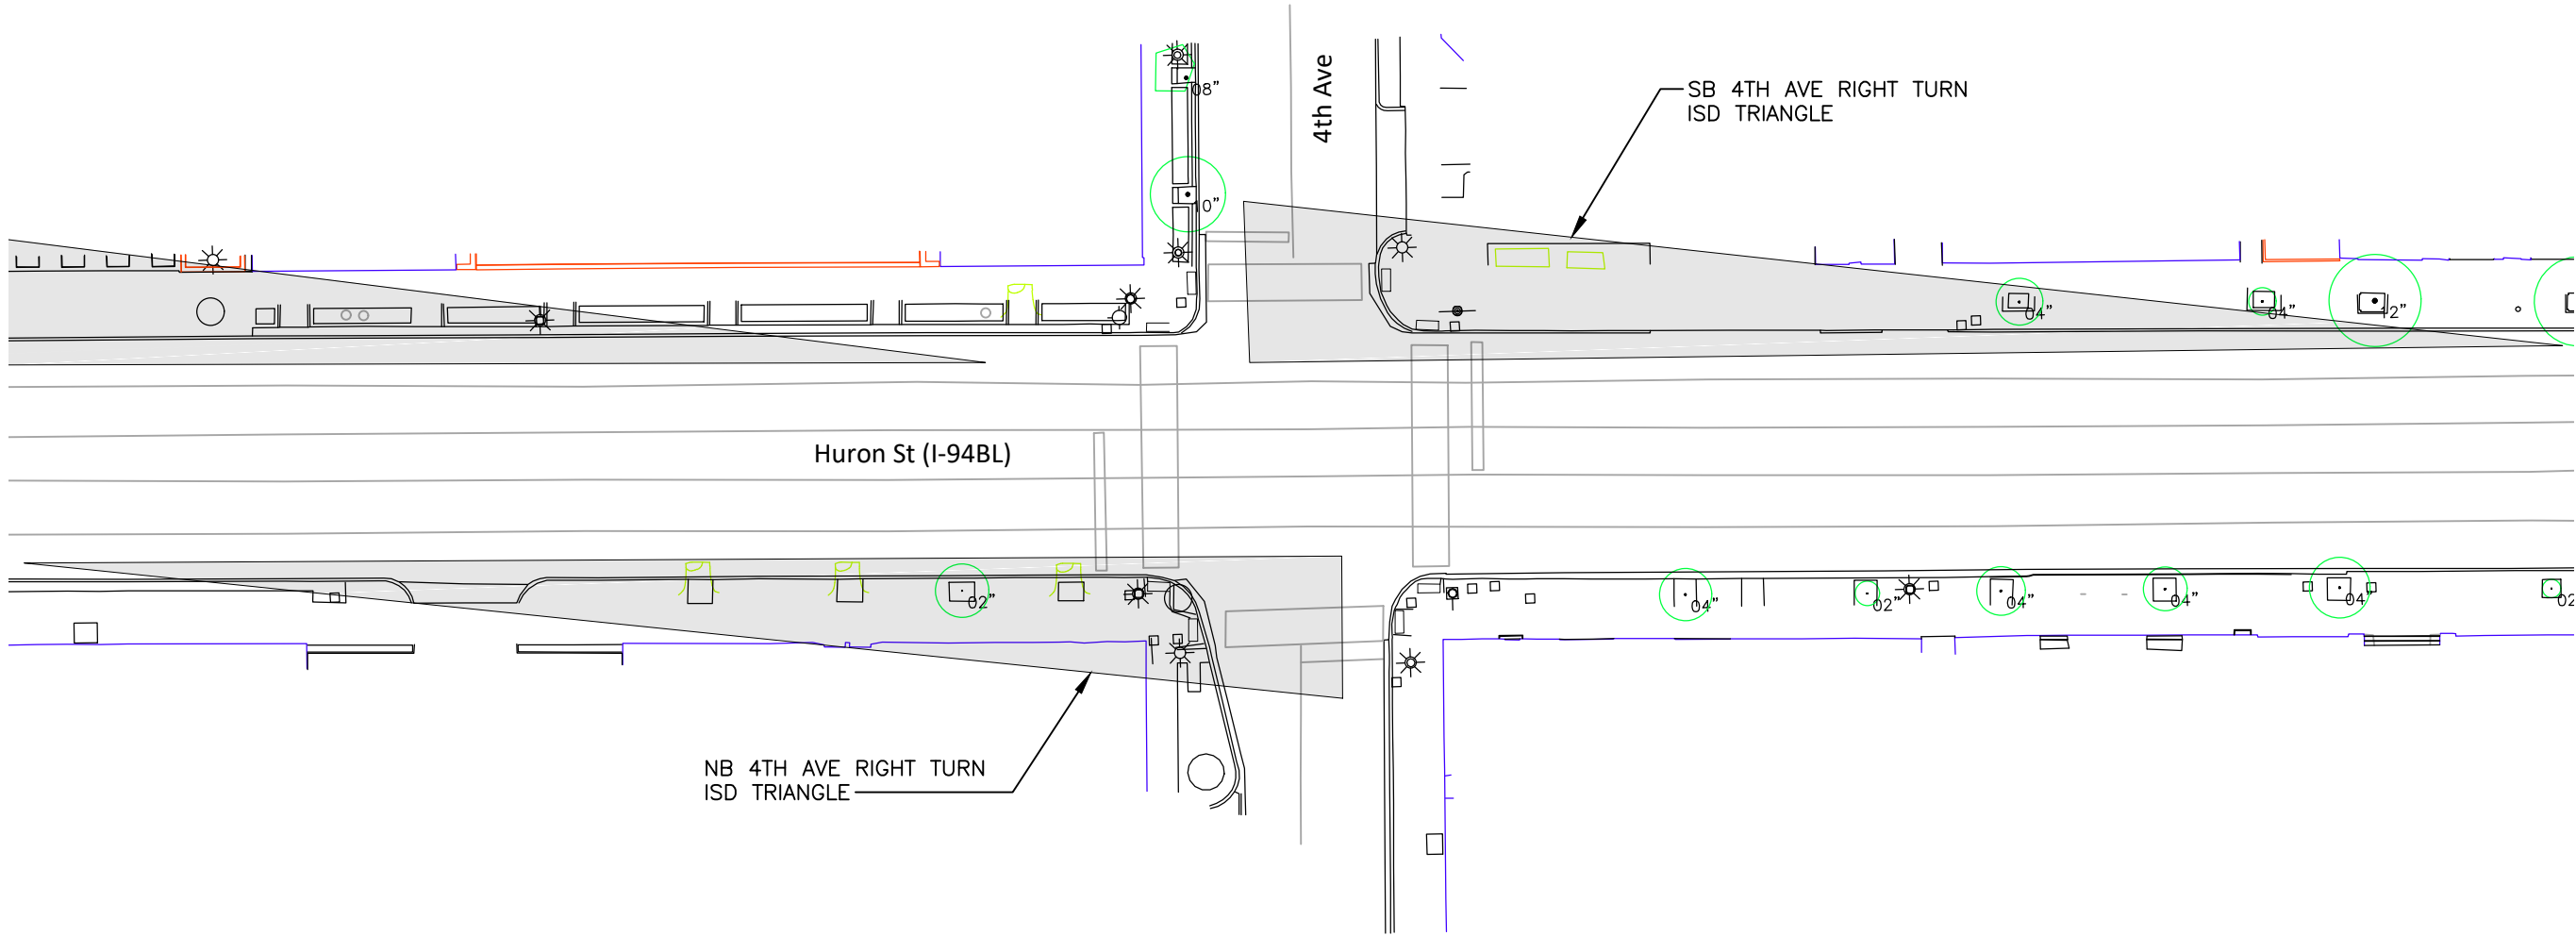 4th Ave
SB 4TH AVE RIGHT TURN
ISD TRIANGLE
08"
10"
04"
04"
12"
Huron St (I-94BL)
02"
04"
02"
04"
04"
04"
02
NB 4TH AVE RIGHT TURN
ISD TRIANGLE